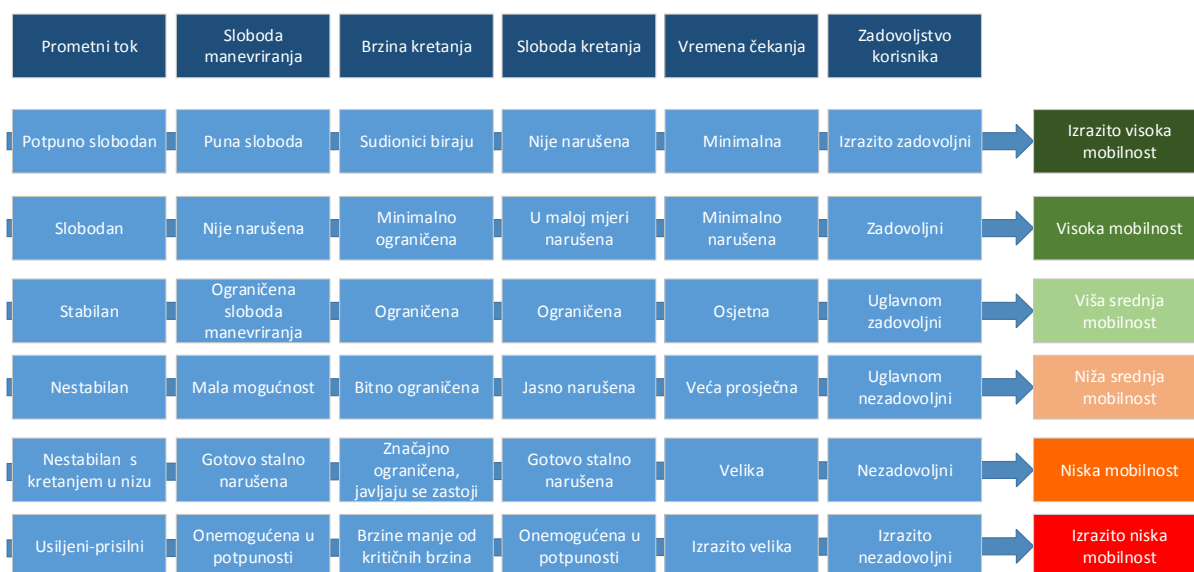 Prometni tok
Sloboda
manevriranja
Brzina kretanja
Sloboda kretanja
Vremena čekanja
Zadovoljstvo
korisnika
Potpuno slobodan
Puna sloboda
Sudionici biraju
Nije narušena
Minimalna
Izrazito zadovoljni
Izrazito visoka
mobilnost
Slobodan
Nije narušena
Minimalno
ograničena
U maloj mjeri
narušena
Minimalno
narušena
Zadovoljni
Visoka mobilnost
Stabilan
Ograničena
sloboda
manevriranja
Ograničena
Ograničena
Osjetna
Uglavnom
zadovoljni
Viša srednja
mobilnost
Nestabilan
Mala mogućnost
Bitno ograničena
Jasno narušena
Veća prosječna
Uglavnom
nezadovoljni
Niža srednja
mobilnost
Nestabilan s
kretanjem u nizu
Gotovo stalno
narušena
Značajno
ograničena,
javljaju se zastoji
Gotovo stalno
narušena
Velika
Nezadovoljni
Niska mobilnost
Usiljeni-prisilni
Onemogućena u
potpunosti
Brzine manje od
kritičnih brzina
Onemogućena u
potpunosti
Izrazito velika
Izrazito
nezadovoljni
Izrazito niska
mobilnost